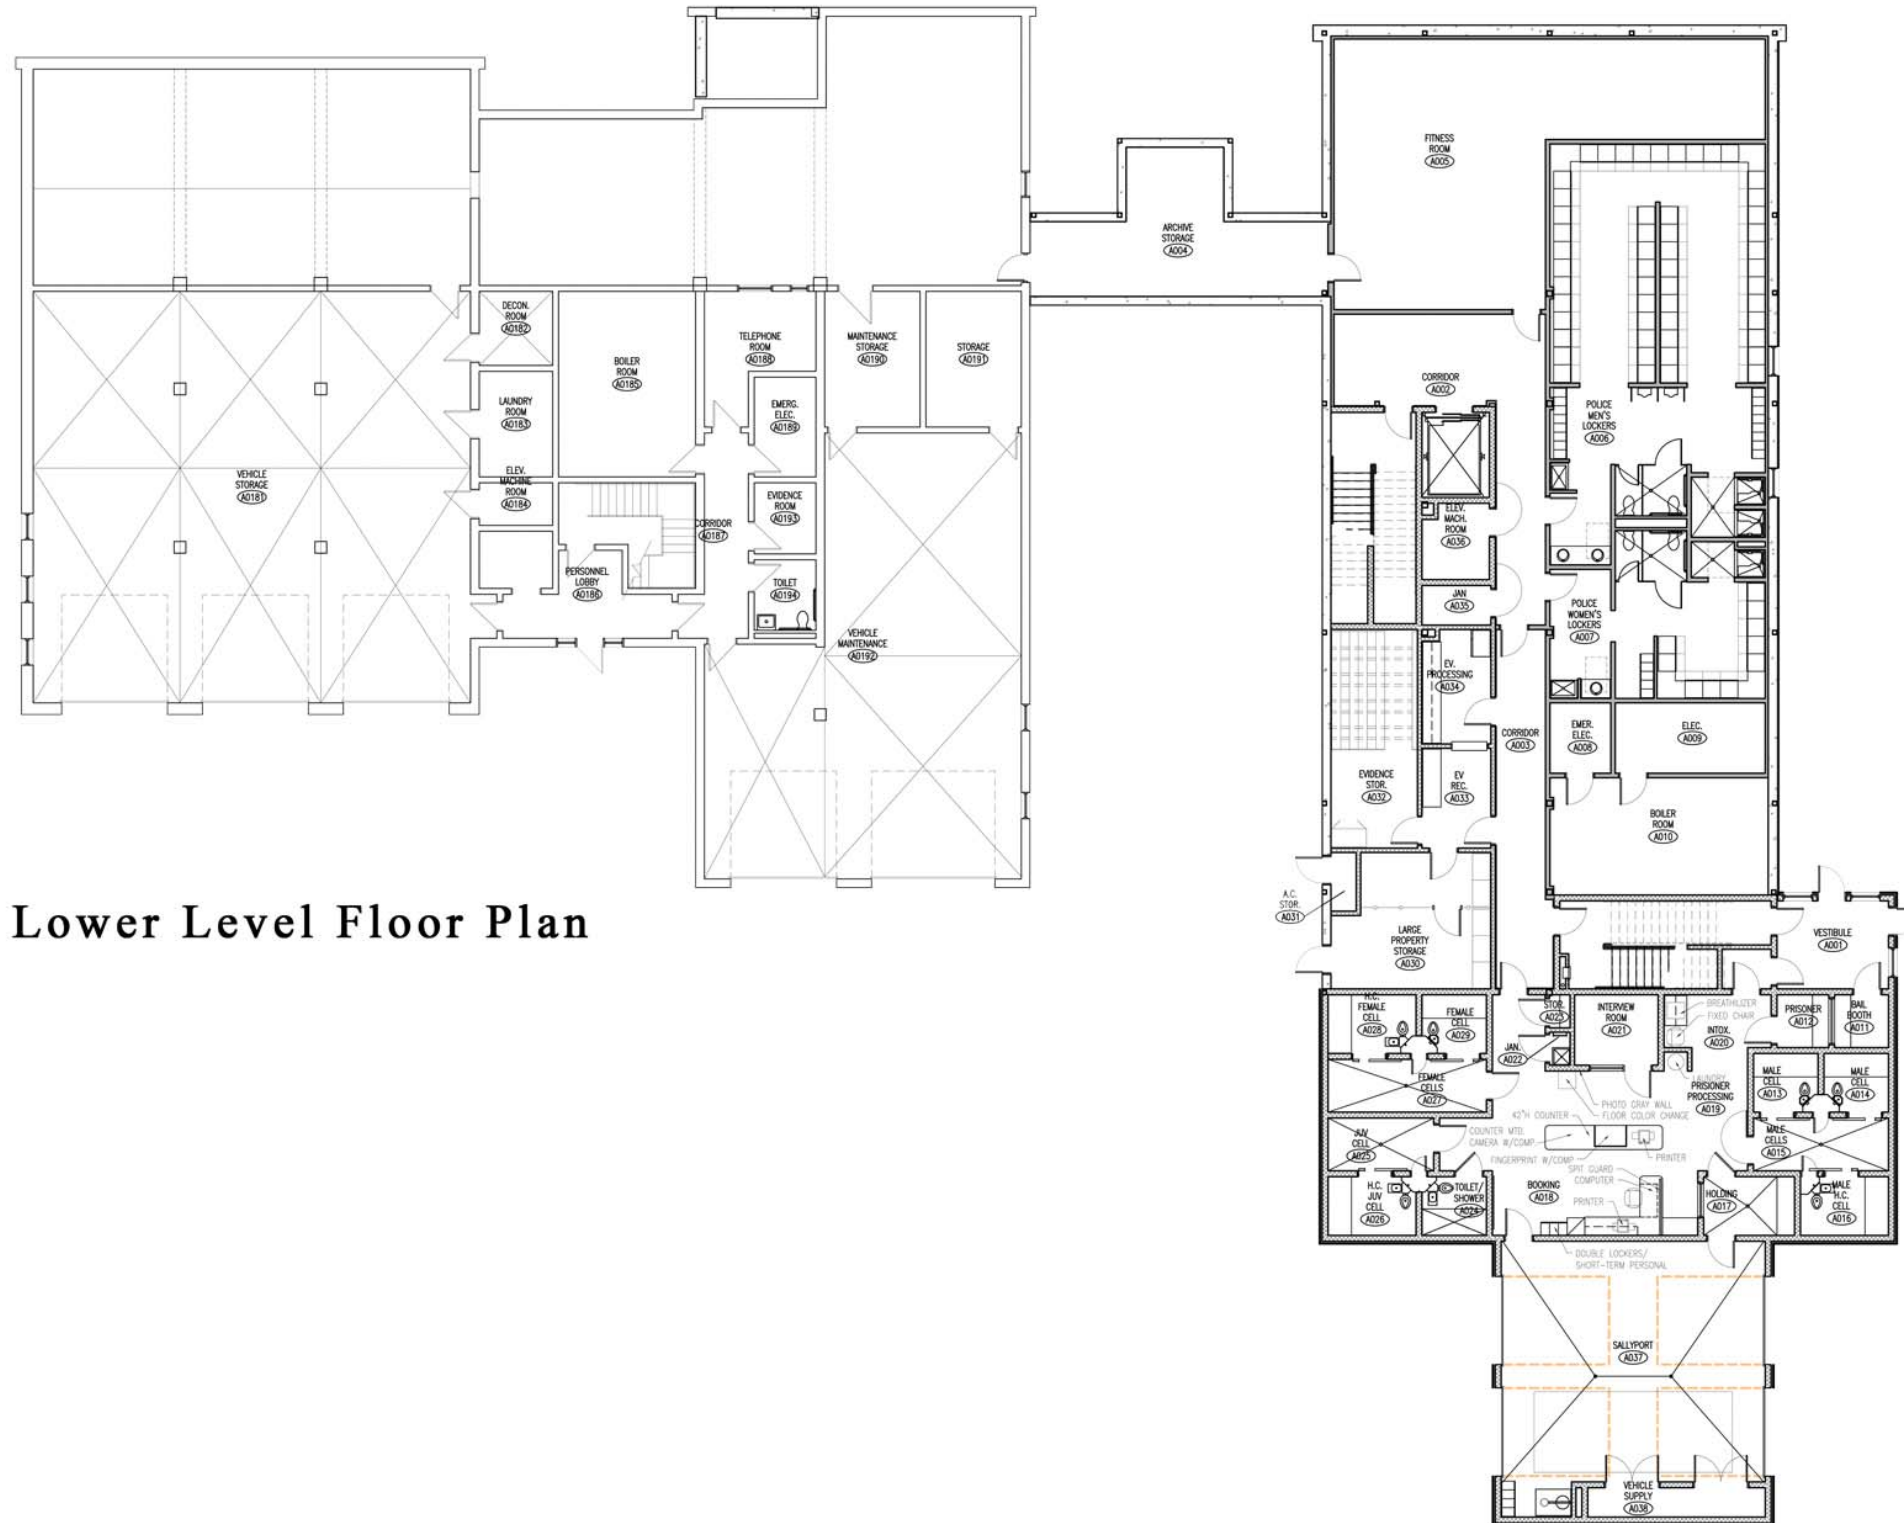 FITNESS
ROOM
A005
ARCHIVE
STORAGE
A004
DECON.
ROOM
A0182
BOILER
ROOM
A0185
TELEPHONE
ROOM
A0188
MAINTENANCE
STORAGE
A0190
STORAGE
A0191
LAUNDRY
ROOM
A0183
EMERG.
ELEC.
A0189
VEHICLE
STORAGE
A0181
ELEV.
MACHINE
ROOM
A0184
EVIDENCE
ROOM
A0193
CORRIDOR
A0187
PERSONNEL
LOBBY
A0186
TOILET
A0194
VEHICLE
MAINTENANCE
A0192
CORRIDOR
A002
POLICE
MEN'S
LOCKERS
A006
ELEV.
MACH.
ROOM
A036
JAN
A035
POLICE
WOMEN'S
LOCKERS
A007
EV.
PROCESSING
A034
CORRIDOR
A003
EMER.
ELEC.
A008
ELEC.
A009
EVIDENCE
STOR.
A032
EV
REC.
A033
BOILER
ROOM
A010
Lower Level Floor Plan
A.C.
STOR.
A031
LARGE
PROPERTY
STORAGE
A030
VESTIBULE
A001
H.C.
FEMALE
CELL
A028
FEMALE
CELL
A029
STOR.
A023
INTERVIEW
ROOM
A021
BREATHILIZER
FIXED CHAIR
INTOX.
A020
PRISONER
A012
BAIL
BOOTH
A011
JAN.
A022
FEMALE
CELLS
A027
LAUNDRY
PRISIONER
PROCESSING
A019
MALE
CELL
A013
MALE
CELL
A014
PHOTO GRAY WALL
FLOOR COLOR CHANGE
42"H COUNTER
COUNTER MTD.
CAMERA W/COMP
FINGERPRINT W/COMP
PRINTER
JUV
CELL
A025
MALE
CELLS
A015
SPIT GUARD
COMPUTER
PRINTER
H.C.
JUV
CELL
A026
TOILET/
SHOWER
A024
BOOKING
A018
HOLDING
A017
MALE
H.C.
CELL
A016
DOUBLE LOCKERS/
SHORT-TERM PERSONAL
SALLYPORT
A037
VEHICLE
SUPPLY
A038